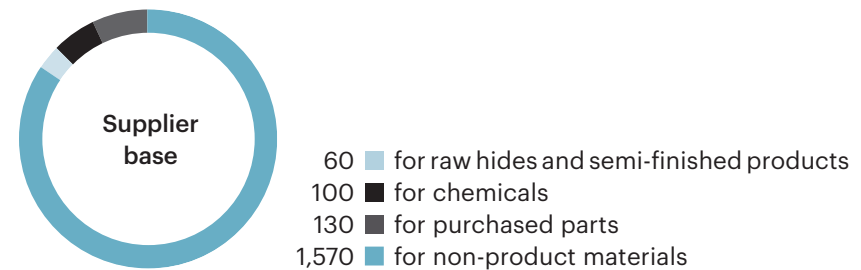 Supplier
base
60 for raw hides and semi-finished products
100 for chemicals
130 for purchased parts
1,570 for non-product materials